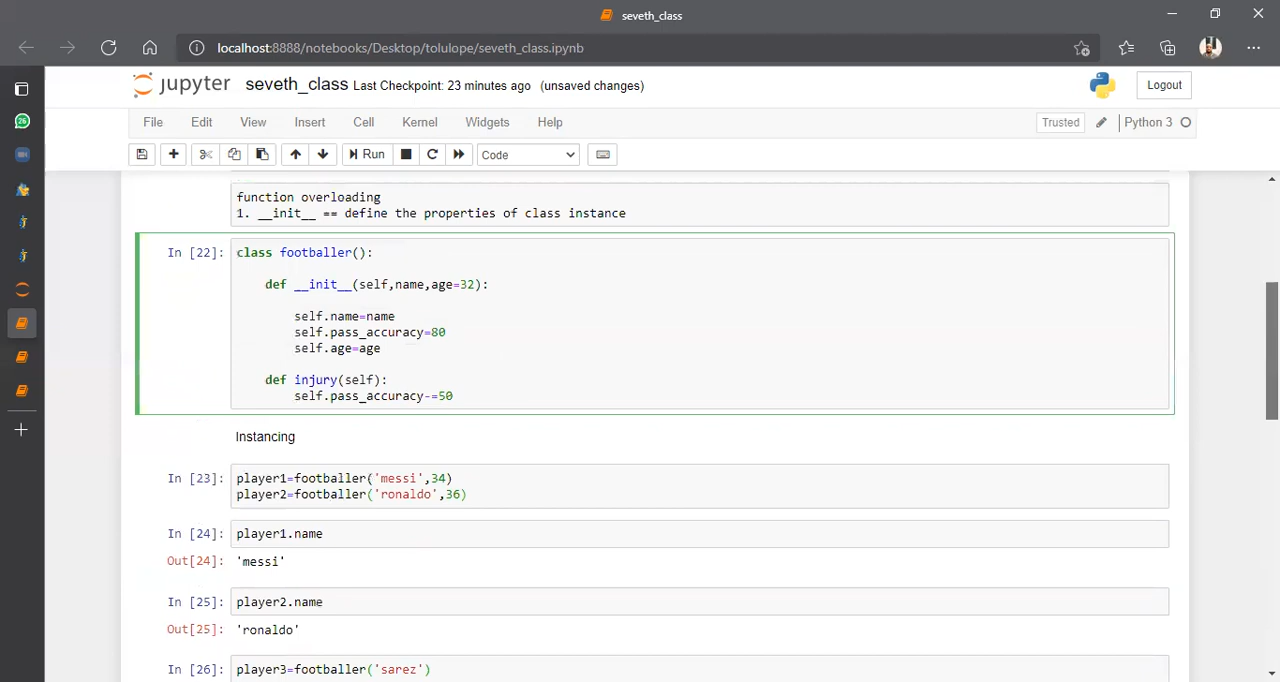 seveth_class
localhost:8888/notebooks/Desktop/tolulope/seveth_class.ipynb
26
jupyter seveth_class Last Checkpoint: 23 minutes ago (unsaved changes)
Logout
File Edit View Insert Cell Kernel Widgets Help
Trusted Python 3
Run Code
function overloading
1. __init__ == define the properties of class instance
In [22]: class footballer():
def __init__(self,name,age=32):
self.name=name
self.pass_accuracy=80
self.age=age
def injury(self):
self.pass_accuracy-=50
Instancing
In [23]: player1=footballer('messi',34)
player2=footballer('ronaldo',36)
In [24]: player1.name
Out[24]: 'messi'
In [25]: player2.name
Out[25]: 'ronaldo'
In [26]: player3=footballer('sarez')